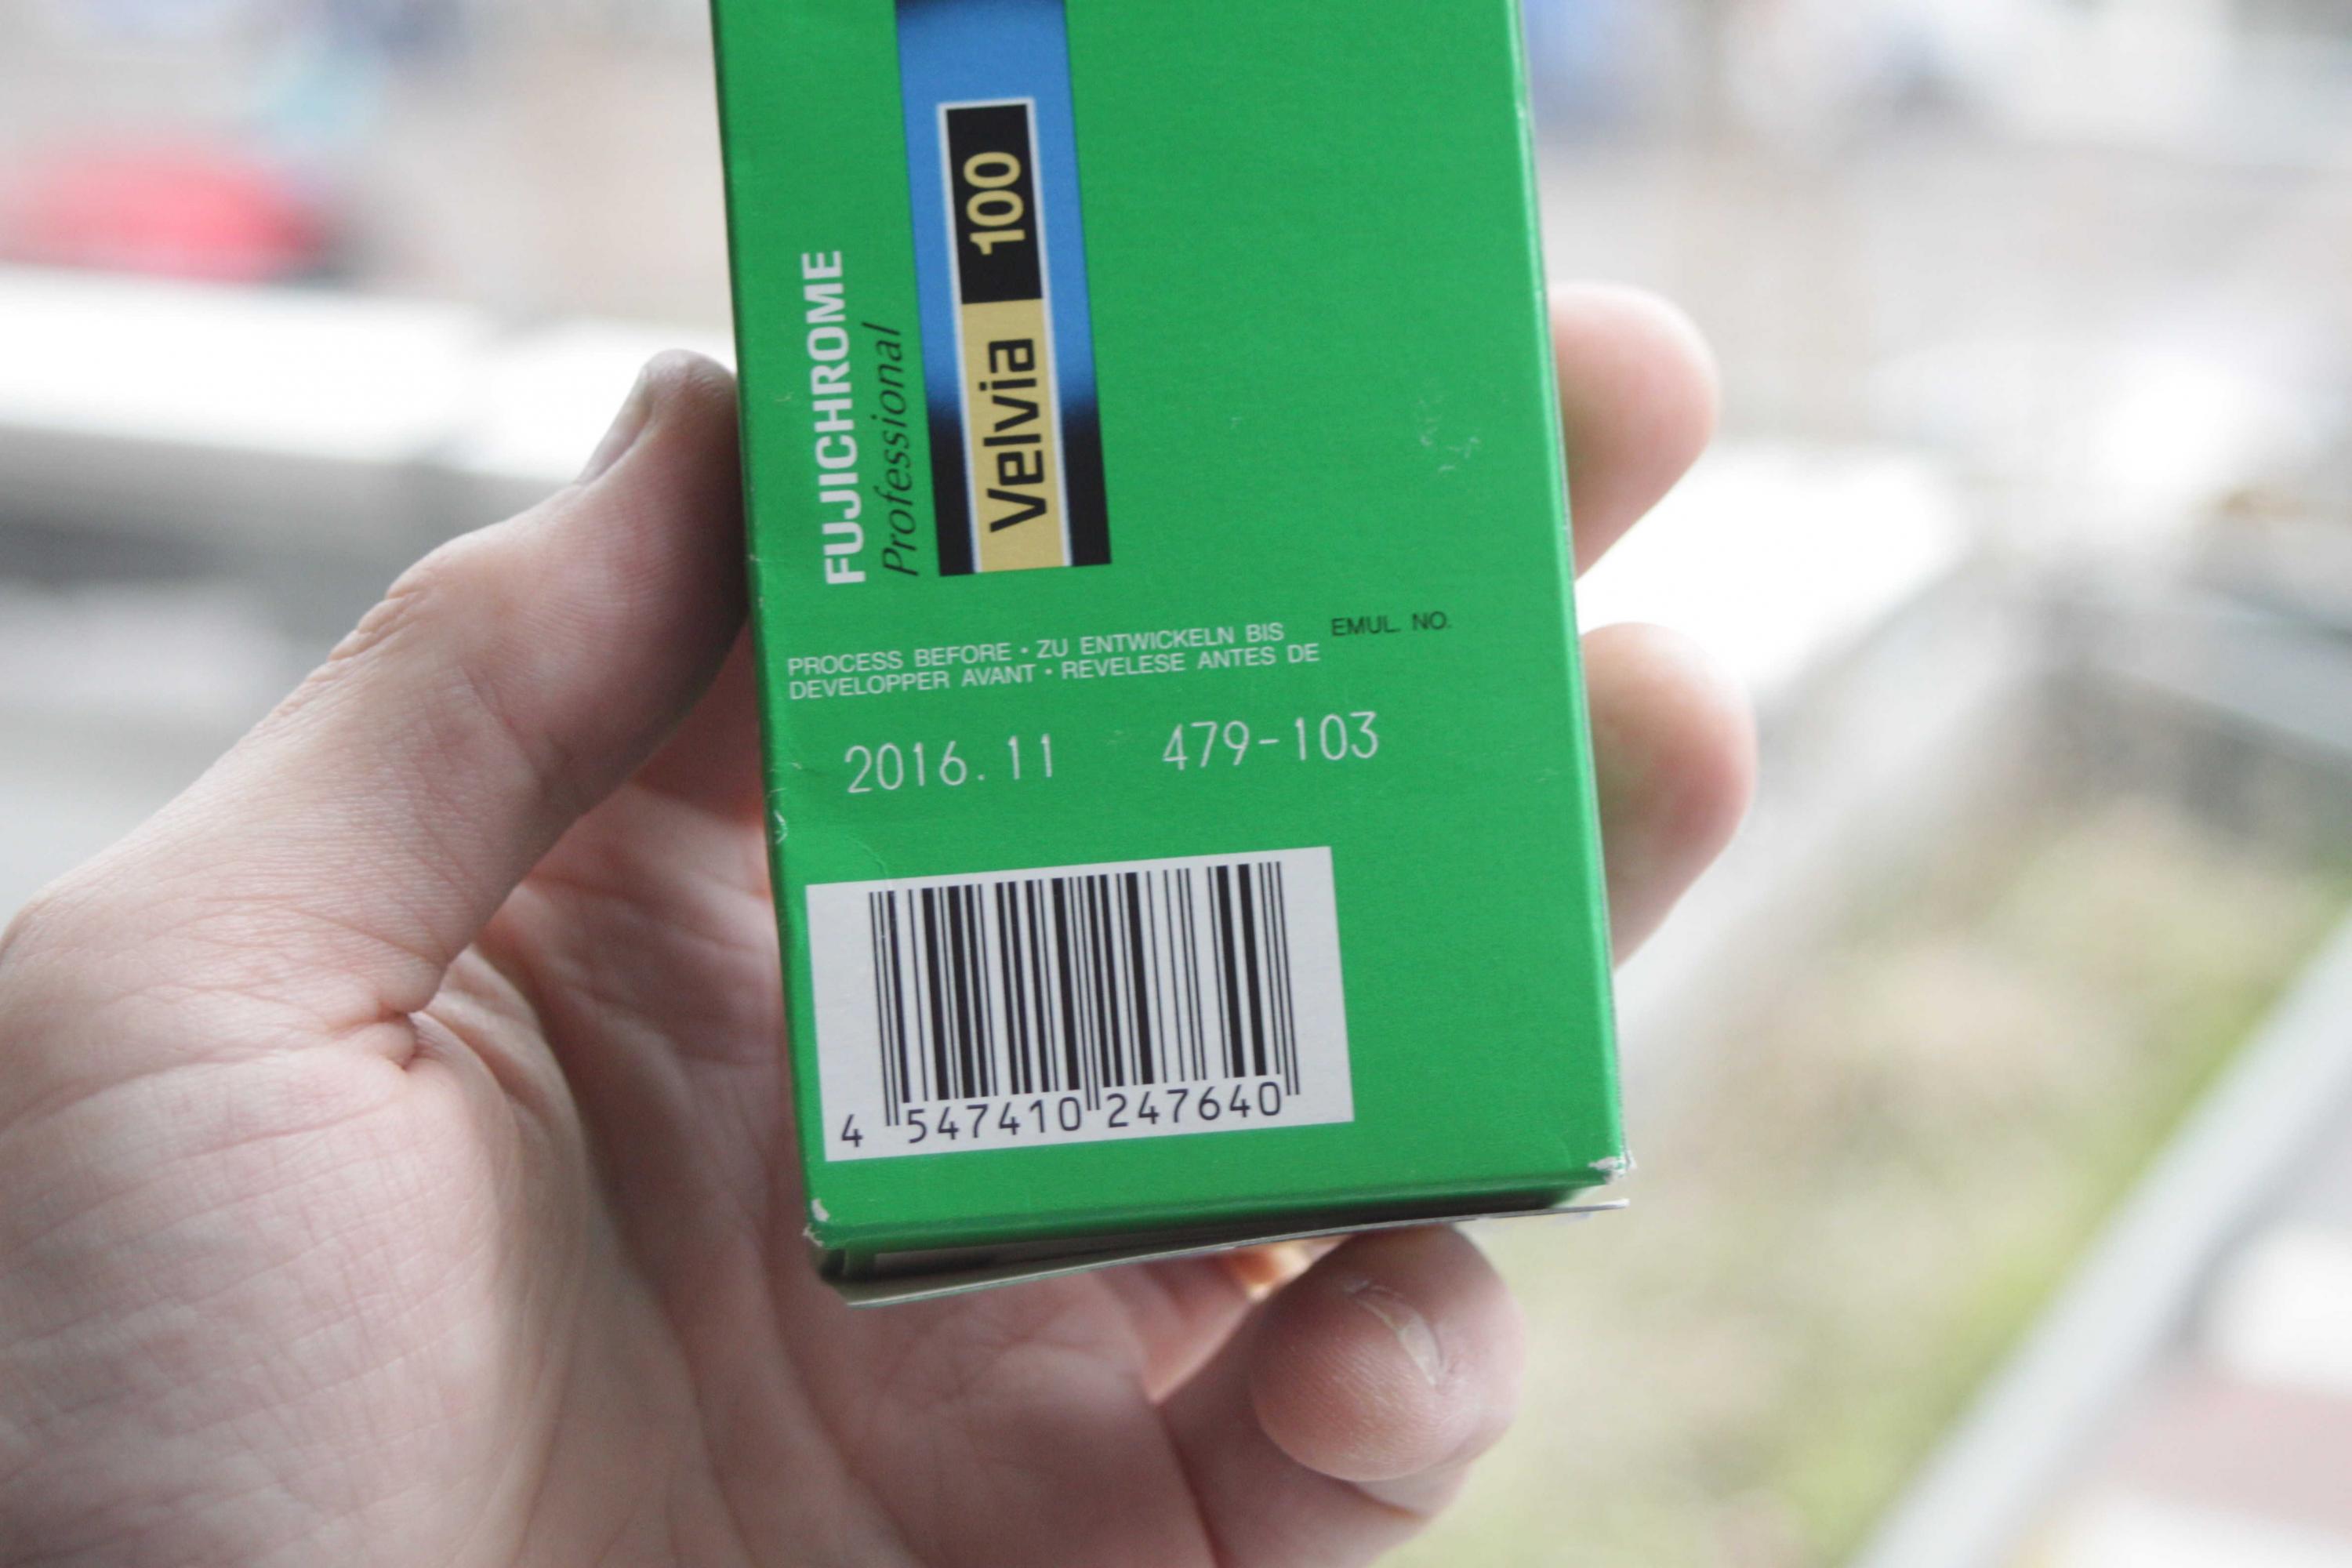 FUJICHROME
Professional
Velvia 100
PROCESS BEFORE・ZU ENTWICKELN BIS
DEVELOPPER AVANT・REVELESE ANTES DE
EMUL. NO.
2016.11 479-103
4 547410 247640